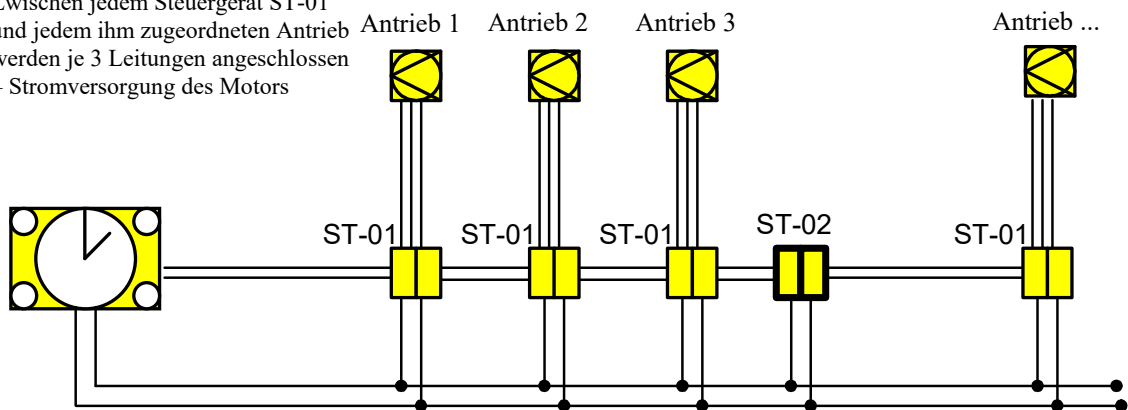 Zwischen jedem Steuergerät ST-01
und jedem ihm zugeordneten Antrieb
werden je 3 Leitungen angeschlossen
- Stromversorgung des Motors
Antrieb 1
Antrieb 2
Antrieb 3
Antrieb ...
ST-01
ST-01
ST-01
ST-02
ST-01